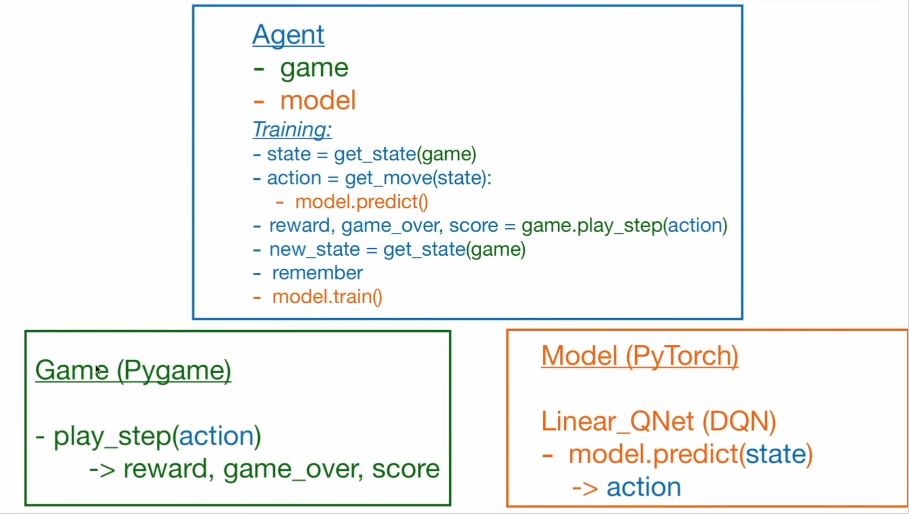 Agent
- game
- model
Training:
- state = get_state(game)
- action = get_move(state):
- model.predict()
- reward, game_over, score = game.play_step(action)
- new_state = get_state(game)
- remember
- model.train()
Game (Pygame)
- play_step(action)
-> reward, game_over, score
Model (PyTorch)
Linear_QNet (DQN)
- model.predict(state)
-> action